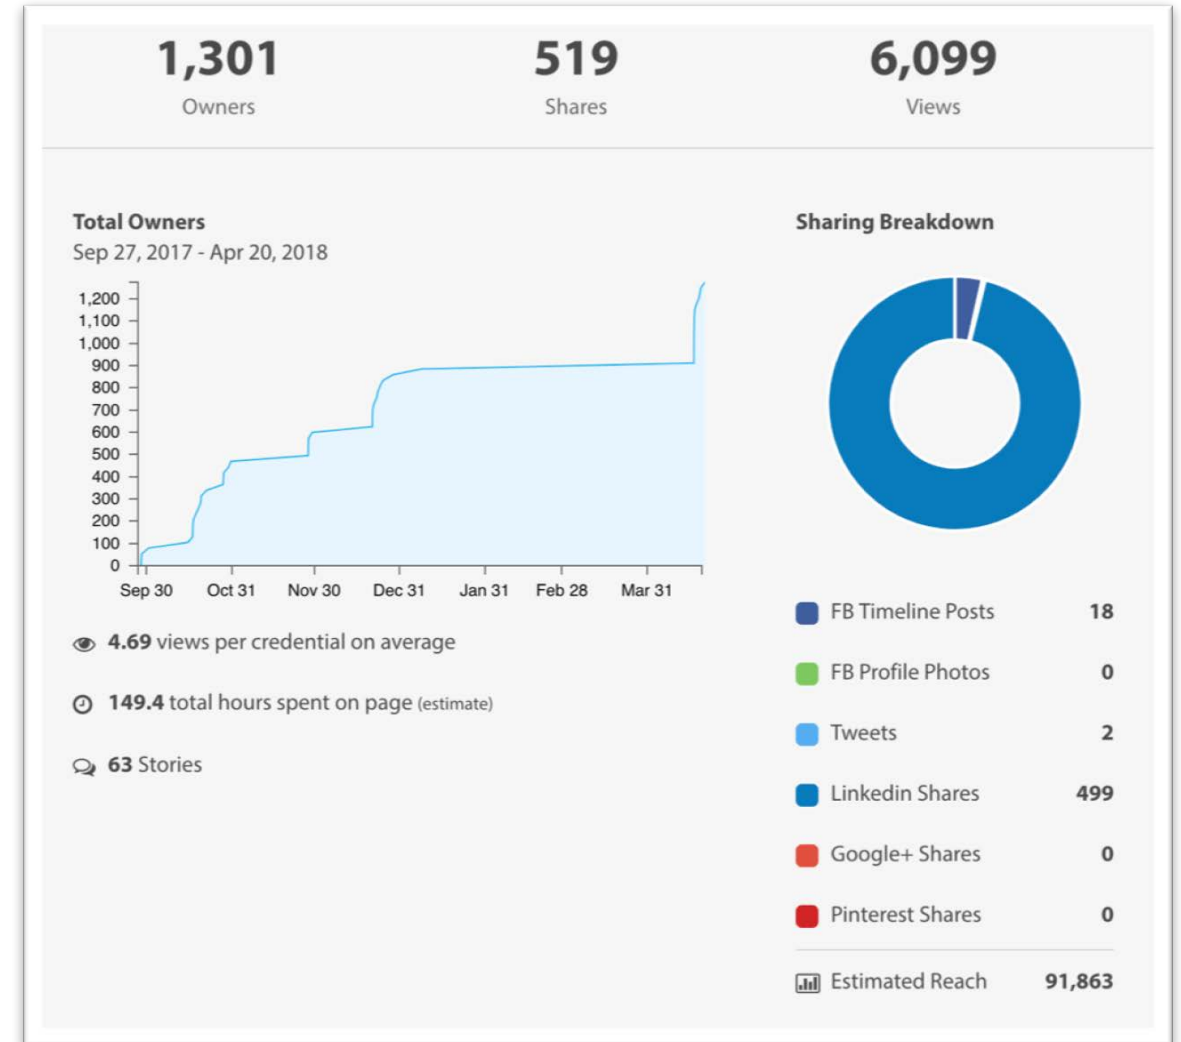 1,301
Owners
519
Shares
6,099
Views
Total Owners
Sep 27, 2017 - Apr 20, 2018
1,200
1,100
1,000
900
800
700
600
500
400
300
200
100
0
Sep 30 Oct 31 Nov 30 Dec 31 Jan 31 Feb 28 Mar 31
4.69 views per credential on average
149.4 total hours spent on page (estimate)
63 Stories
Sharing Breakdown
FB Timeline Posts 18
FB Profile Photos 0
Tweets 2
Linkedin Shares 499
Google+ Shares 0
Pinterest Shares 0
Estimated Reach 91,863